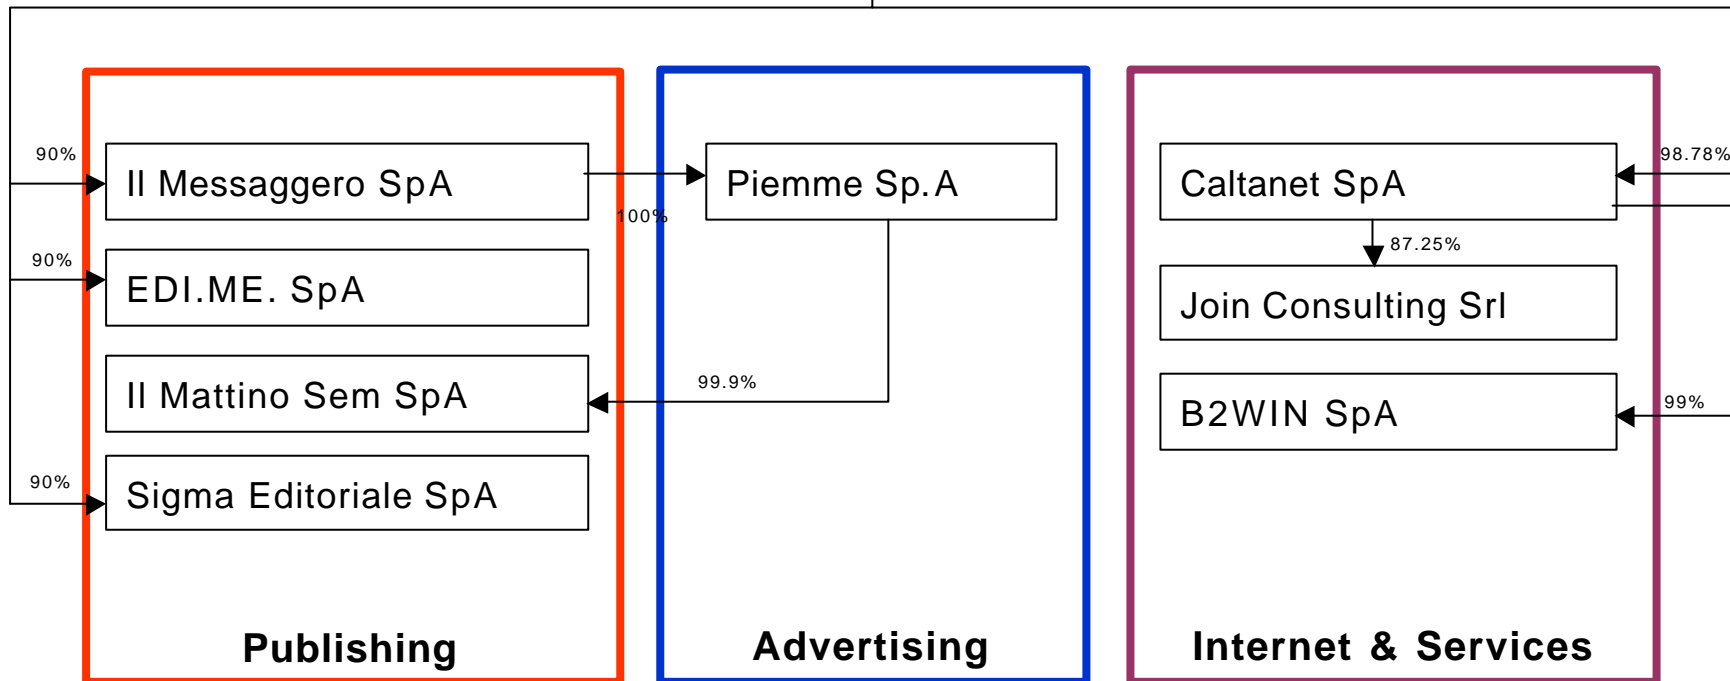 90%
Il Messaggero SpA
100%
90%
EDI.ME. SpA
Il Mattino Sem SpA
99.9%
90%
Sigma Editoriale SpA
Publishing
Piemme Sp.A
Advertising
98.78%
Caltanet SpA
87.25%
Join Consulting Srl
99%
B2WIN SpA
Internet & Services